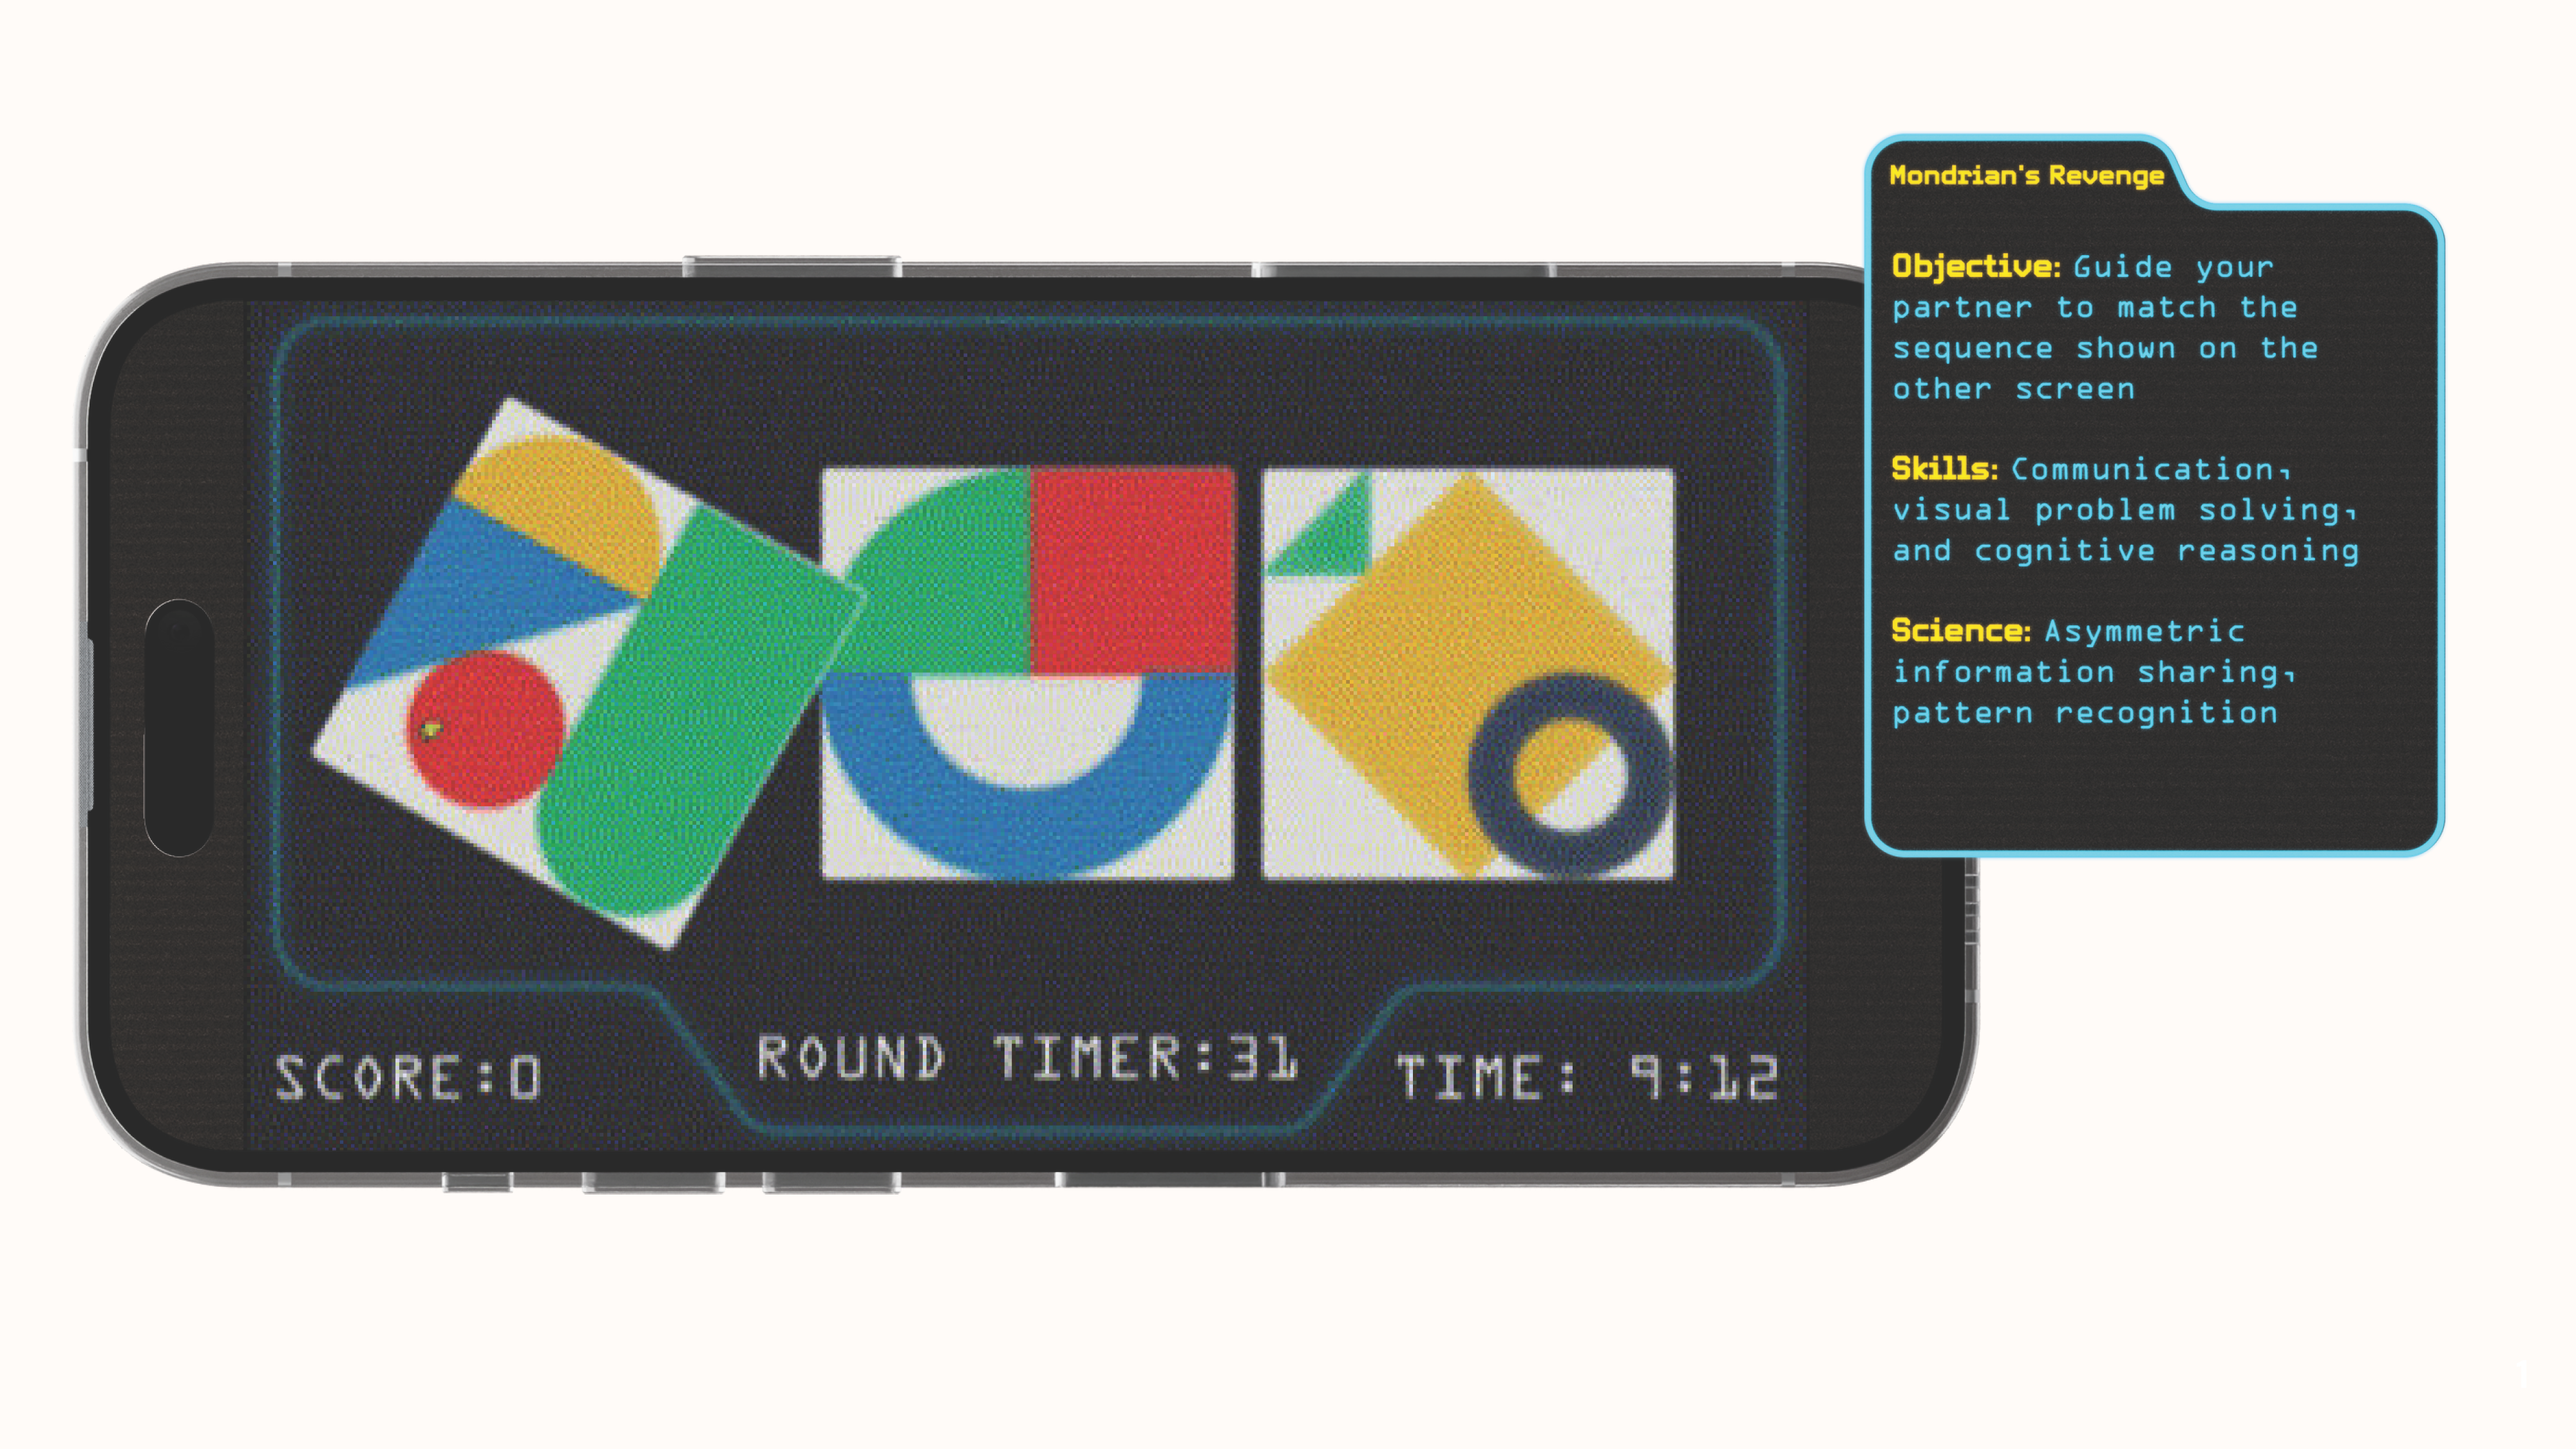 Mondrian's Revenge
Objective: Guide your
partner to match the
sequence shown on the
other screen
Skills: Communication,
visual problem solving,
and cognitive reasoning
Science: Asymmetric
information sharing,
pattern recognition
SCORE:0
ROUND TIMER:31
TIME: 9:12